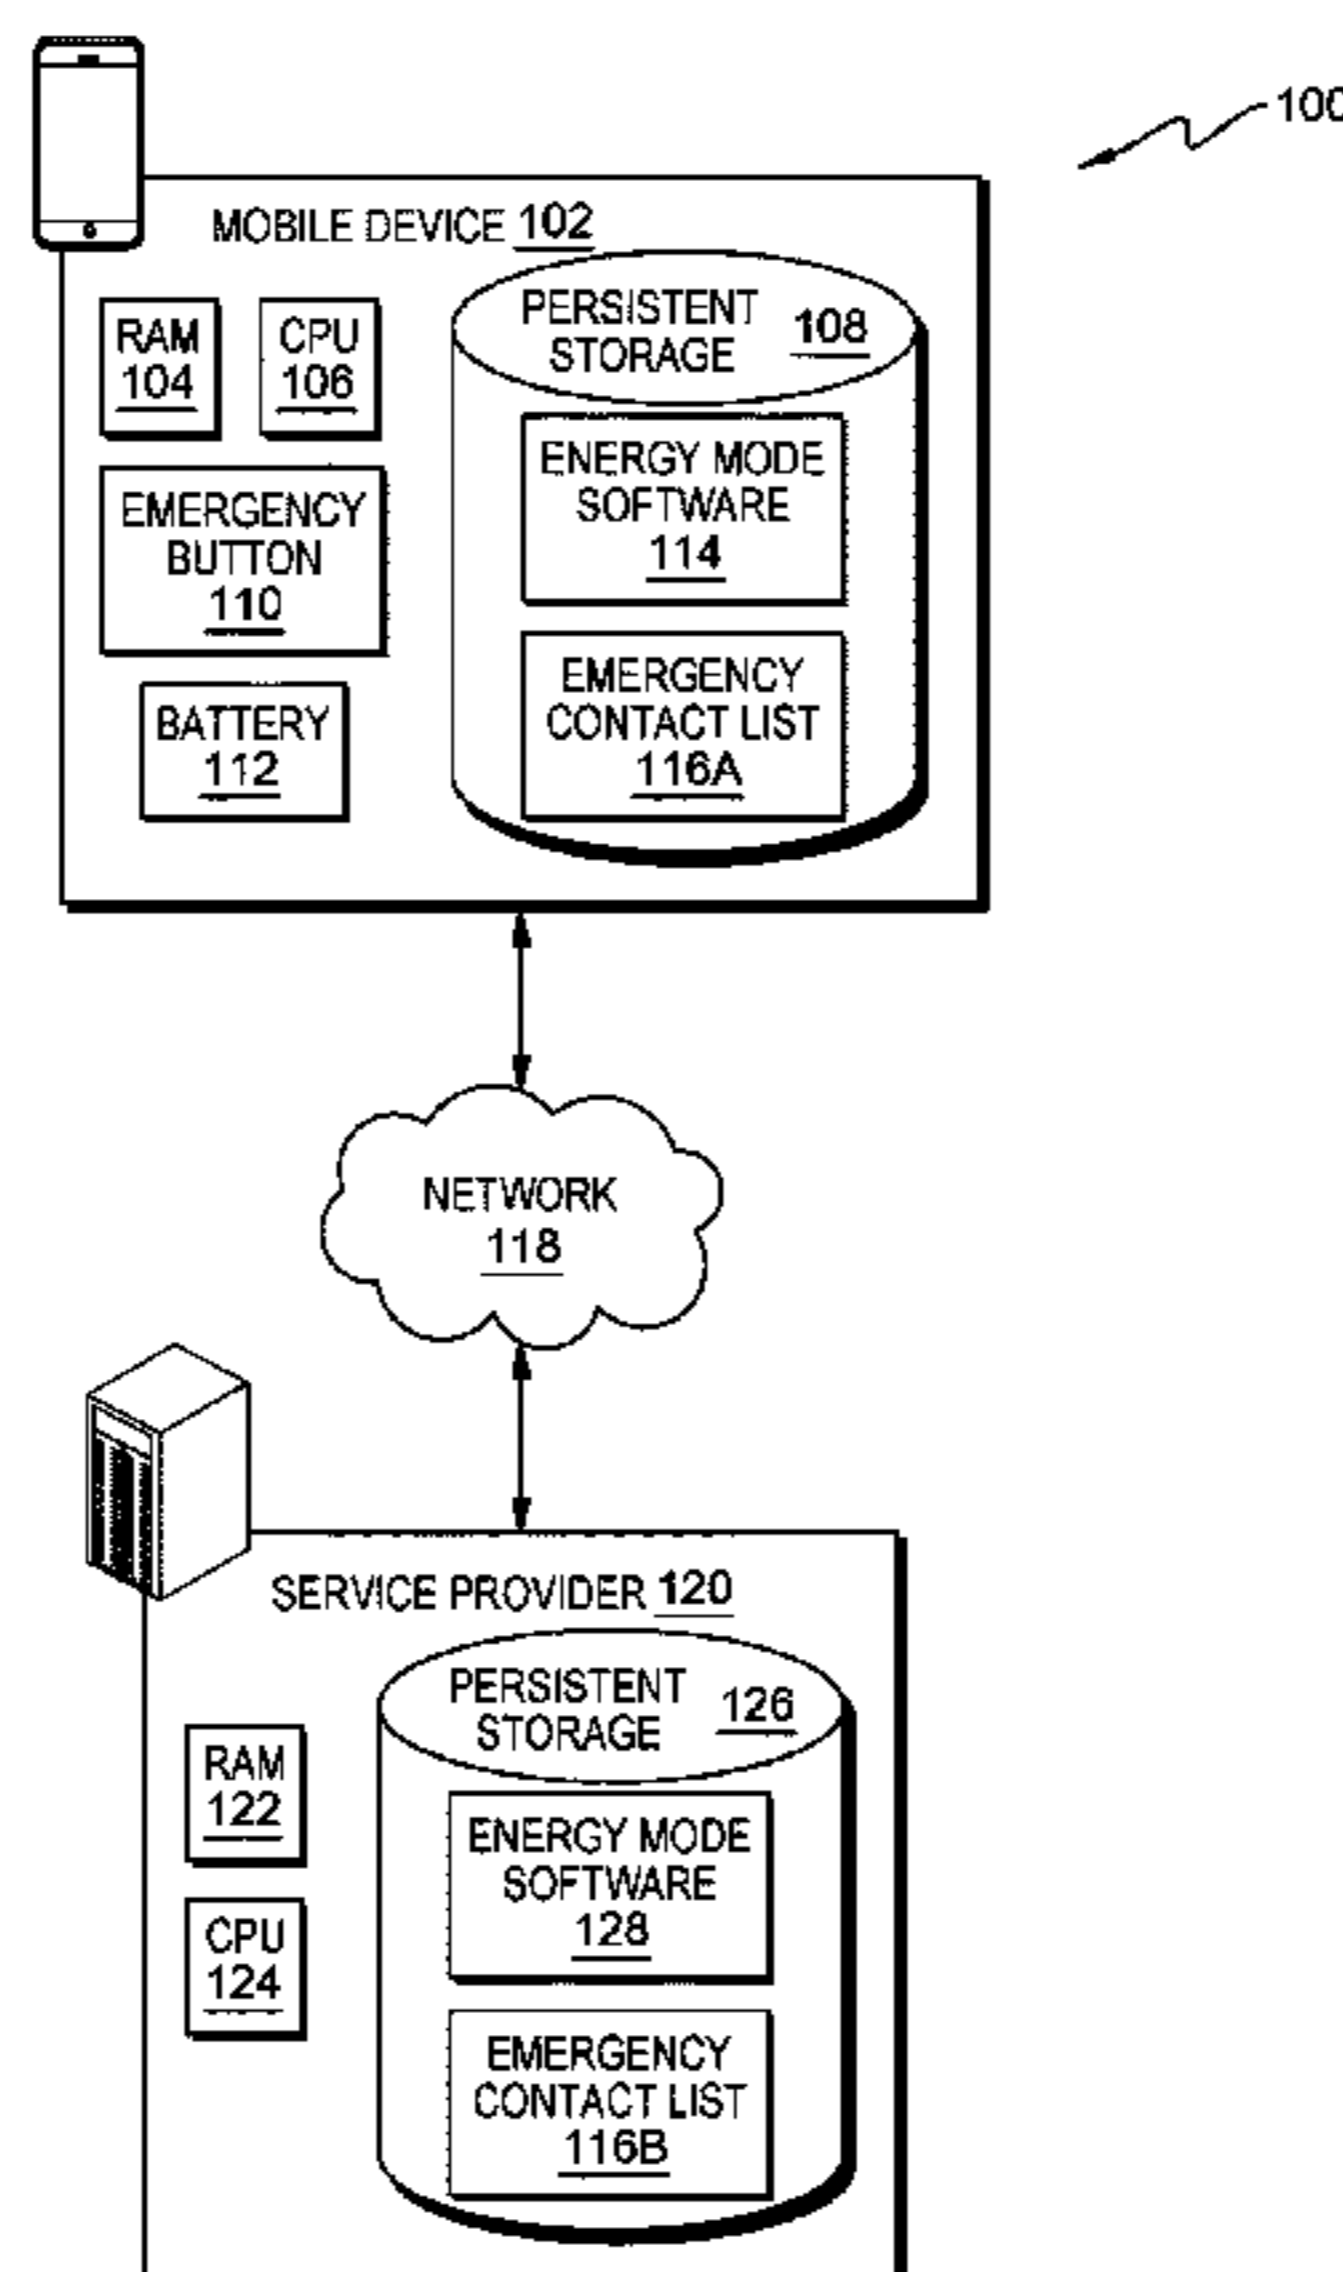 100
MOBILE DEVICE 102
RAM
104
CPU
106
PERSISTENT
STORAGE
108
EMERGENCY
BUTTON
110
BATTERY
112
ENERGY MODE
SOFTWARE
114
EMERGENCY
CONTACT LIST
116A
NETWORK
118
SERVICE PROVIDER 120
PERSISTENT
STORAGE
126
RAM
122
CPU
124
ENERGY MODE
SOFTWARE
128
EMERGENCY
CONTACT LIST
116B